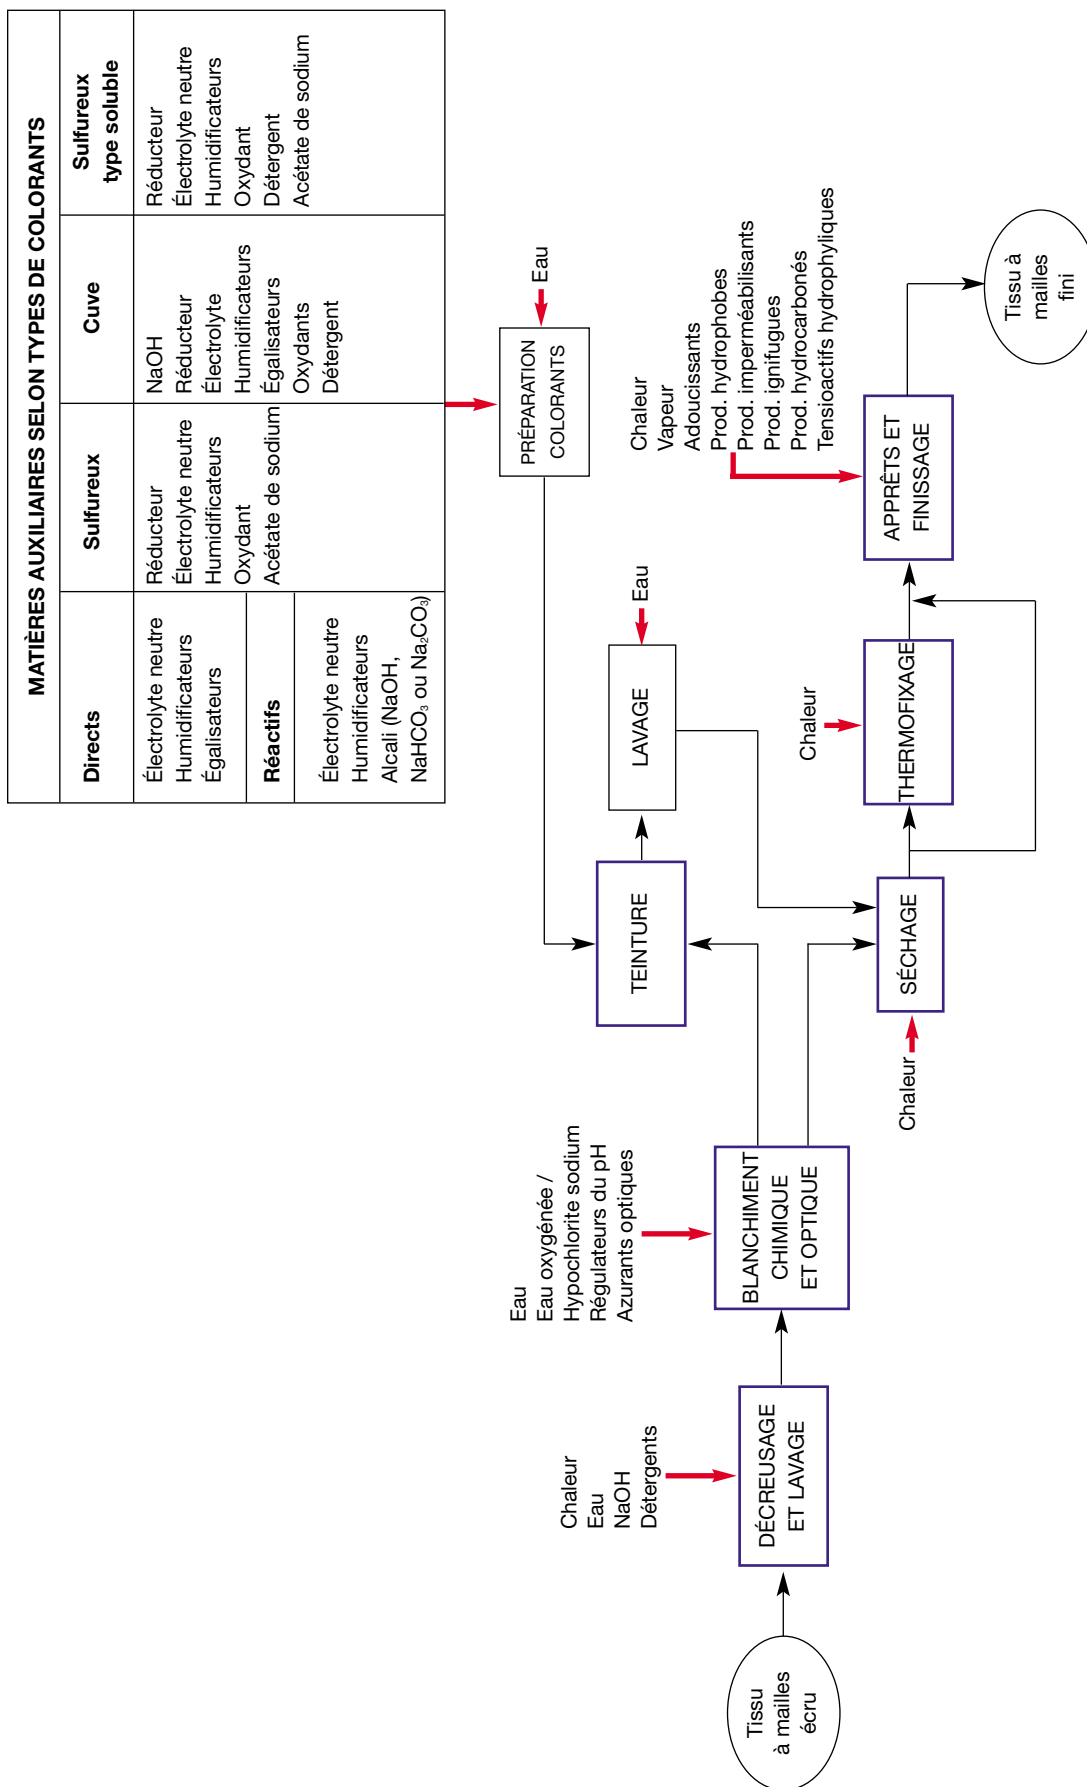 MATIÈRES AUXILIAIRES SELON TYPES DE COLORANTS
Directs
Électrolyte neutre
Humidificateurs
Égalisateurs
Réactifs
Électrolyte neutre
Humidificateurs
Alcali (NaOH,
NaHCO₃ ou Na₂CO₃)
Sulfureux
Réducteur
Électrolyte neutre
Humidificateurs
Oxydant
Acétate de sodium
Cuve
NaOH
Réducteur
Électrolyte
Humidificateurs
Égalisateurs
Oxydants
Détergent
Sulfureux
type soluble
Réducteur
Électrolyte neutre
Humidificateurs
Oxydant
Détergent
Acétate de sodium
PRÉPARATION
COLORANTS
Eau
TEINTURE
LAVAGE
Eau
Tissu
à mailles
écru
Chaleur
Eau
NaOH
Détergents
DÉCREUSAGE
ET LAVAGE
Eau
Eau oxygénée /
Hypochlorite sodium
Régulateurs du pH
Azurants optiques
BLANCHIMENT
CHIMIQUE
ET OPTIQUE
Chaleur
SÉCHAGE
Chaleur
THERMOFIXAGE
Chaleur
Vapeur
Adoucissants
Prod. hydrophobes
Prod. imperméabilisants
Prod. ignifugues
Prod. hydrocarbonés
Tensioactifs hydrophyliques
APPRÊTS ET
FINISSAGE
Tissu à
mailles
fini